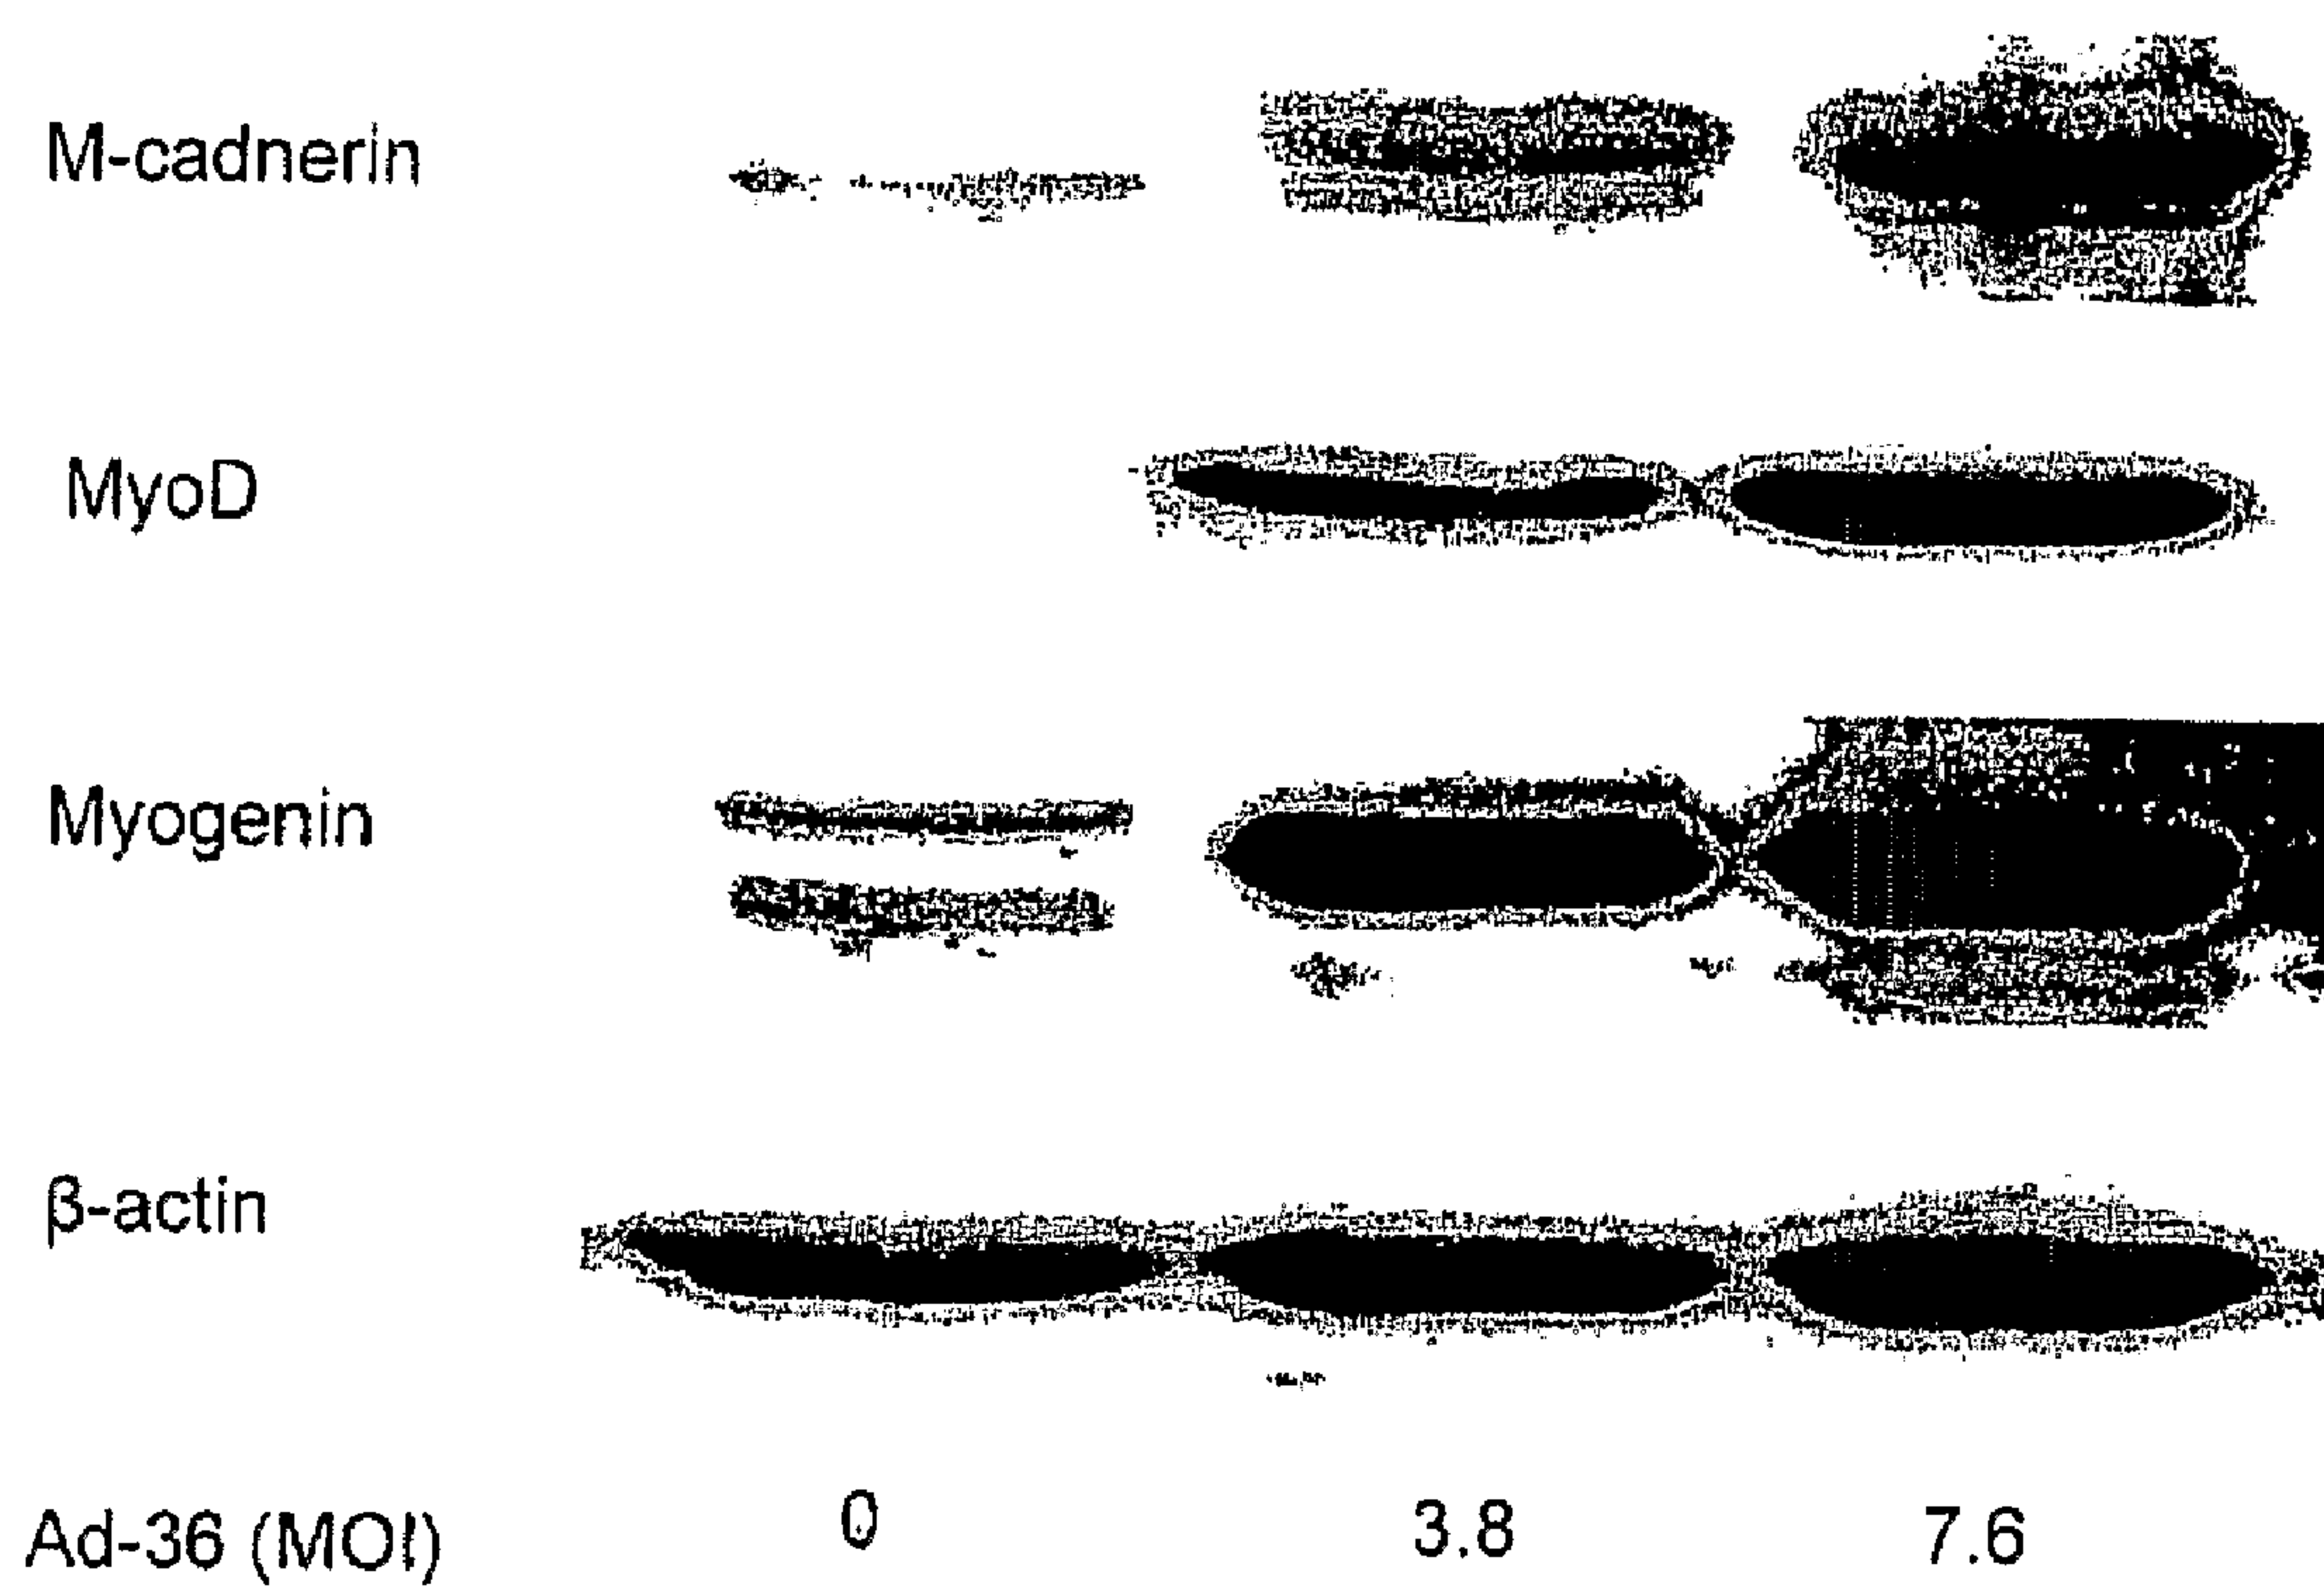 M-cadnerin
MyoD
Myogenin
β-actin
Ad-36 (MOI) 0 3.8 7.6